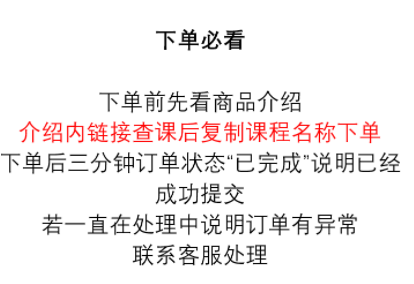 下单必看
下单前先看商品介绍
介绍内链接查课后复制课程名称下单
下单后三分钟订单状态“已完成”说明已经
成功提交
若一直在处理中说明订单有异常
联系客服处理